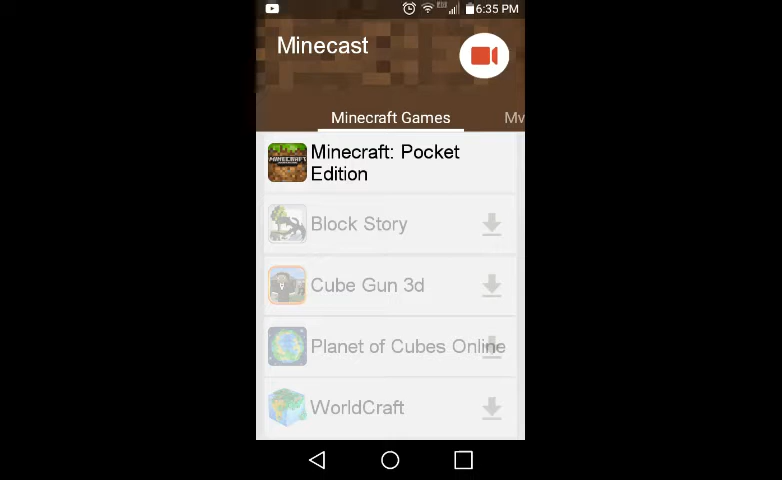 6:35 PM
Minecast
Minecraft Games
My
Minecraft: Pocket
Edition
Block Story
Cube Gun 3d
Planet of Cubes Online
WorldCraft